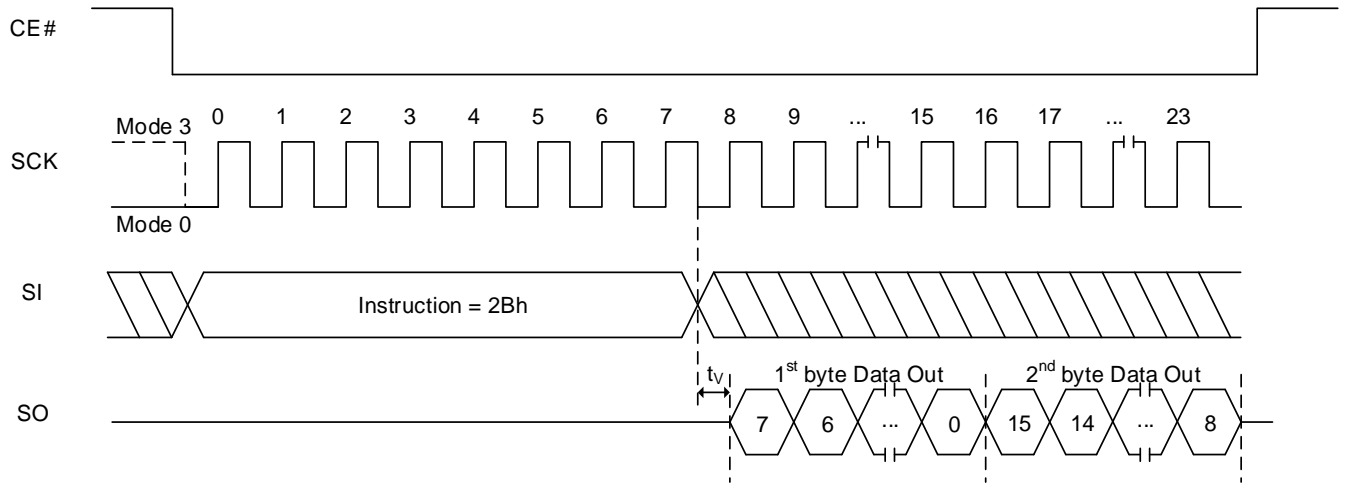 CE#
Mode 3 0 1 2 3 4 5 6 7 8 9 ... 15 16 17 ... 23
SCK
Mode 0
SI Instruction = 2Bh
tV 1st byte Data Out 2nd byte Data Out
SO 7 6 ... 0 15 14 ... 8